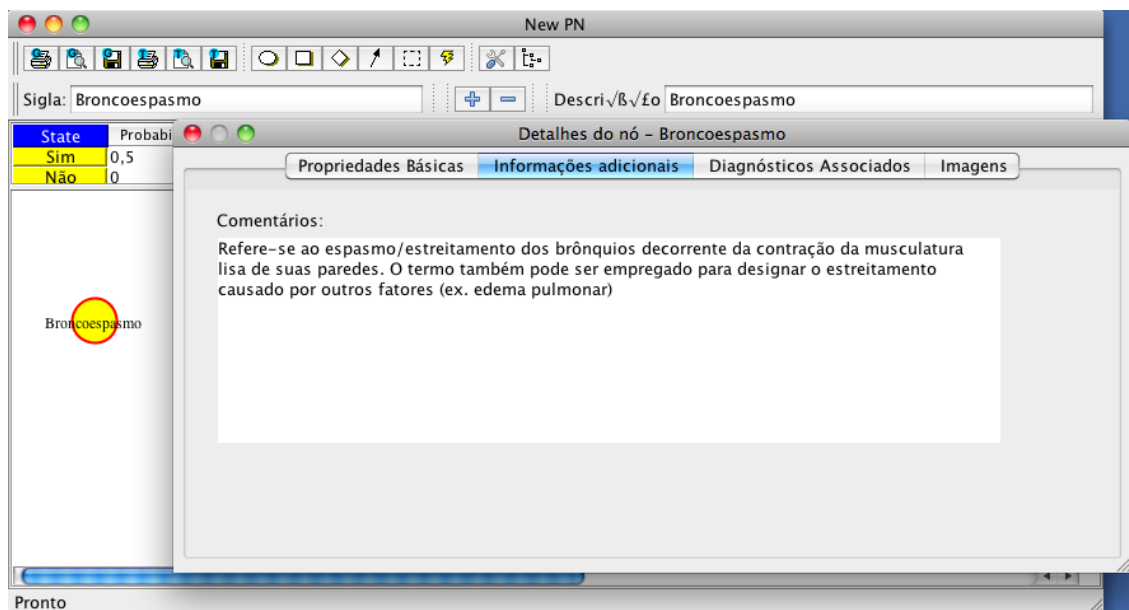 New PN
Sigla: Broncoespasmo Descri√ß√£o Broncoespasmo
State Probabi
Sim 0,5
Não 0
Detalhes do nó – Broncoespasmo
Propriedades Básicas Informações adicionais Diagnósticos Associados Imagens
Comentários:
Refere-se ao espasmo/estreitamento dos brônquios decorrente da contração da musculatura
lisa de suas paredes. O termo também pode ser empregado para designar o estreitamento
causado por outros fatores (ex. edema pulmonar)
Broncoespasmo
Pronto